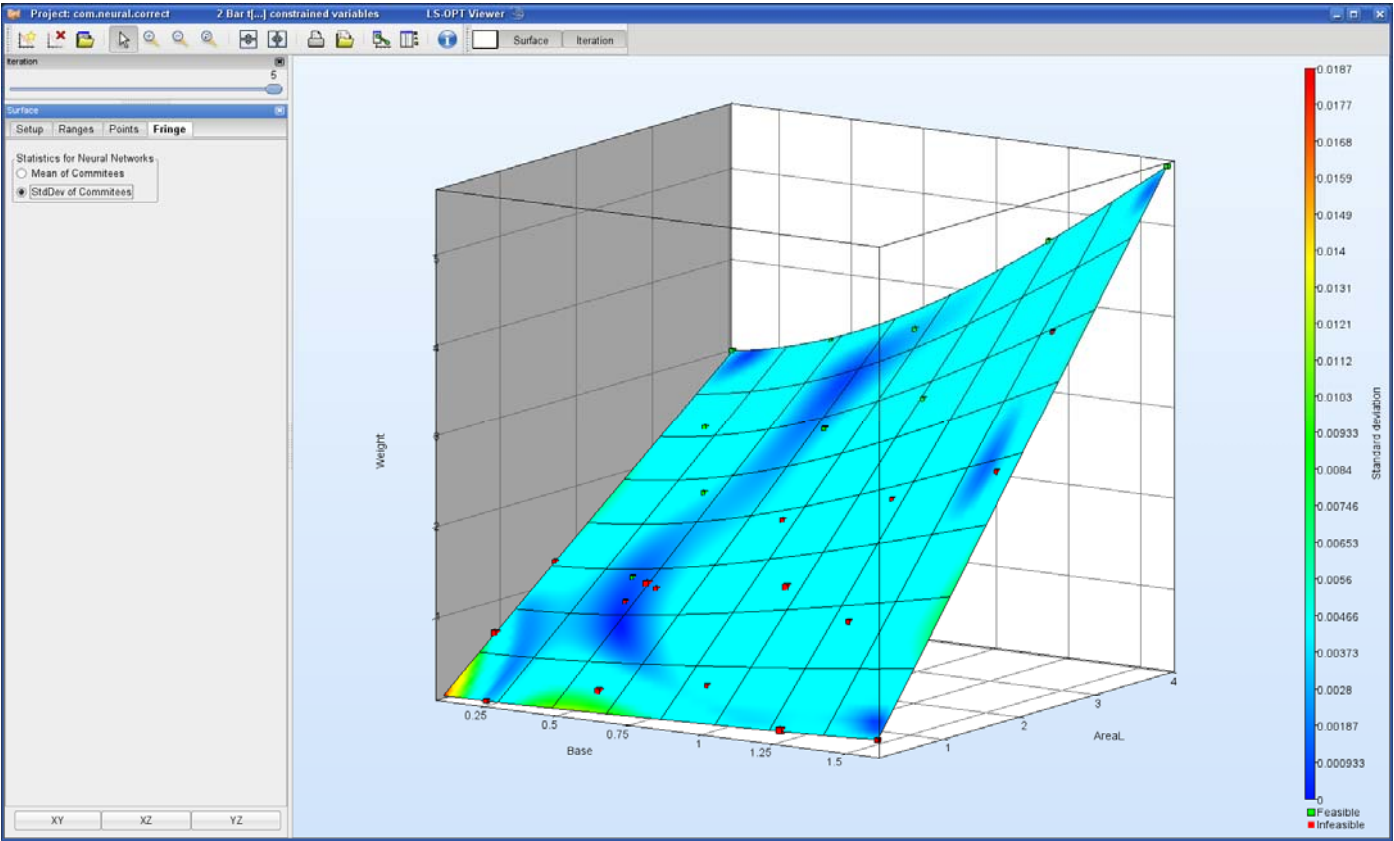 Project: com.neural.correct 2 Bar t[...] constrained variables LS-OPT Viewer
Surface Iteration
Iteration
5
Surface
Setup Ranges Points Fringe
Statistics for Neural Networks
Mean of Commitees
StdDev of Commitees
XY XZ YZ
Weight
5
4
3
2
1
0.25
0.5
0.75
1
1.25
1.5
Base
1
2
3
4
AreaL
0.0187
0.0177
0.0168
0.0159
0.0149
0.014
0.0131
0.0121
0.0112
0.0103
0.00933
0.0084
0.00746
0.00653
0.0056
0.00466
0.00373
0.0028
0.00187
0.000933
0
Standard deviation
Feasible
Infeasible